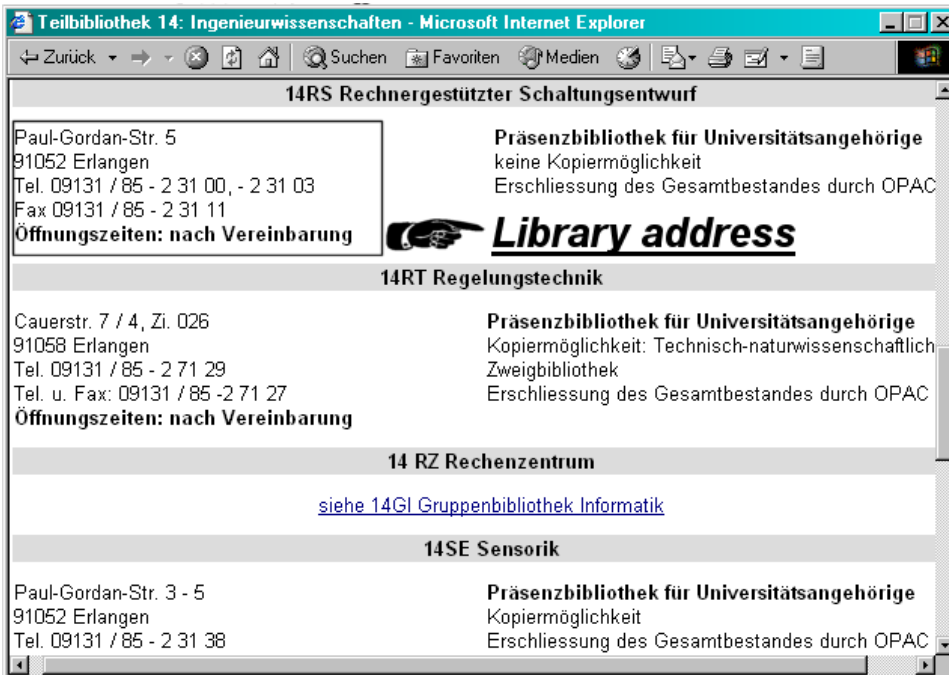 Teilbibliothek 14: Ingenieurwissenschaften - Microsoft Internet Explorer
Zurück Suchen Favoriten Medien
14RS Rechnergestützter Schaltungsentwurf
Paul-Gordan-Str. 5
91052 Erlangen
Tel. 09131 / 85 - 2 31 00, - 2 31 03
Fax 09131 / 85 - 2 31 11
Öffnungszeiten: nach Vereinbarung
Präsenzbibliothek für Universitätsangehörige
keine Kopiermöglichkeit
Erschliessung des Gesamtbestandes durch OPAC
Library address
14RT Regelungstechnik
Cauerstr. 7 / 4, Zi. 026
91058 Erlangen
Tel. 09131 / 85 - 2 71 29
Tel. u. Fax: 09131 / 85 -2 71 27
Öffnungszeiten: nach Vereinbarung
Präsenzbibliothek für Universitätsangehörige
Kopiermöglichkeit: Technisch-naturwissenschaftlich
Zweigbibliothek
Erschliessung des Gesamtbestandes durch OPAC
14 RZ Rechenzentrum
siehe 14GI Gruppenbibliothek Informatik
14SE Sensorik
Paul-Gordan-Str. 3 - 5
91052 Erlangen
Tel. 09131 / 85 - 2 31 38
Präsenzbibliothek für Universitätsangehörige
Kopiermöglichkeit
Erschliessung des Gesamtbestandes durch OPAC